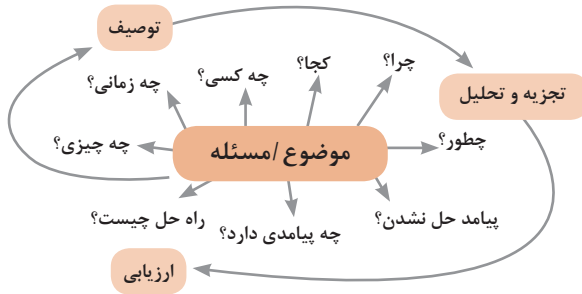 توصیف
چرا؟
کجا؟
چه کسی؟
چه زمانی؟
تجزیه و تحلیل
چطور؟
موضوع/مسئله
چه چیزی؟
پیامد حل نشدن؟
چه پیامدی دارد؟
راه حل چیست؟
ارزیابی